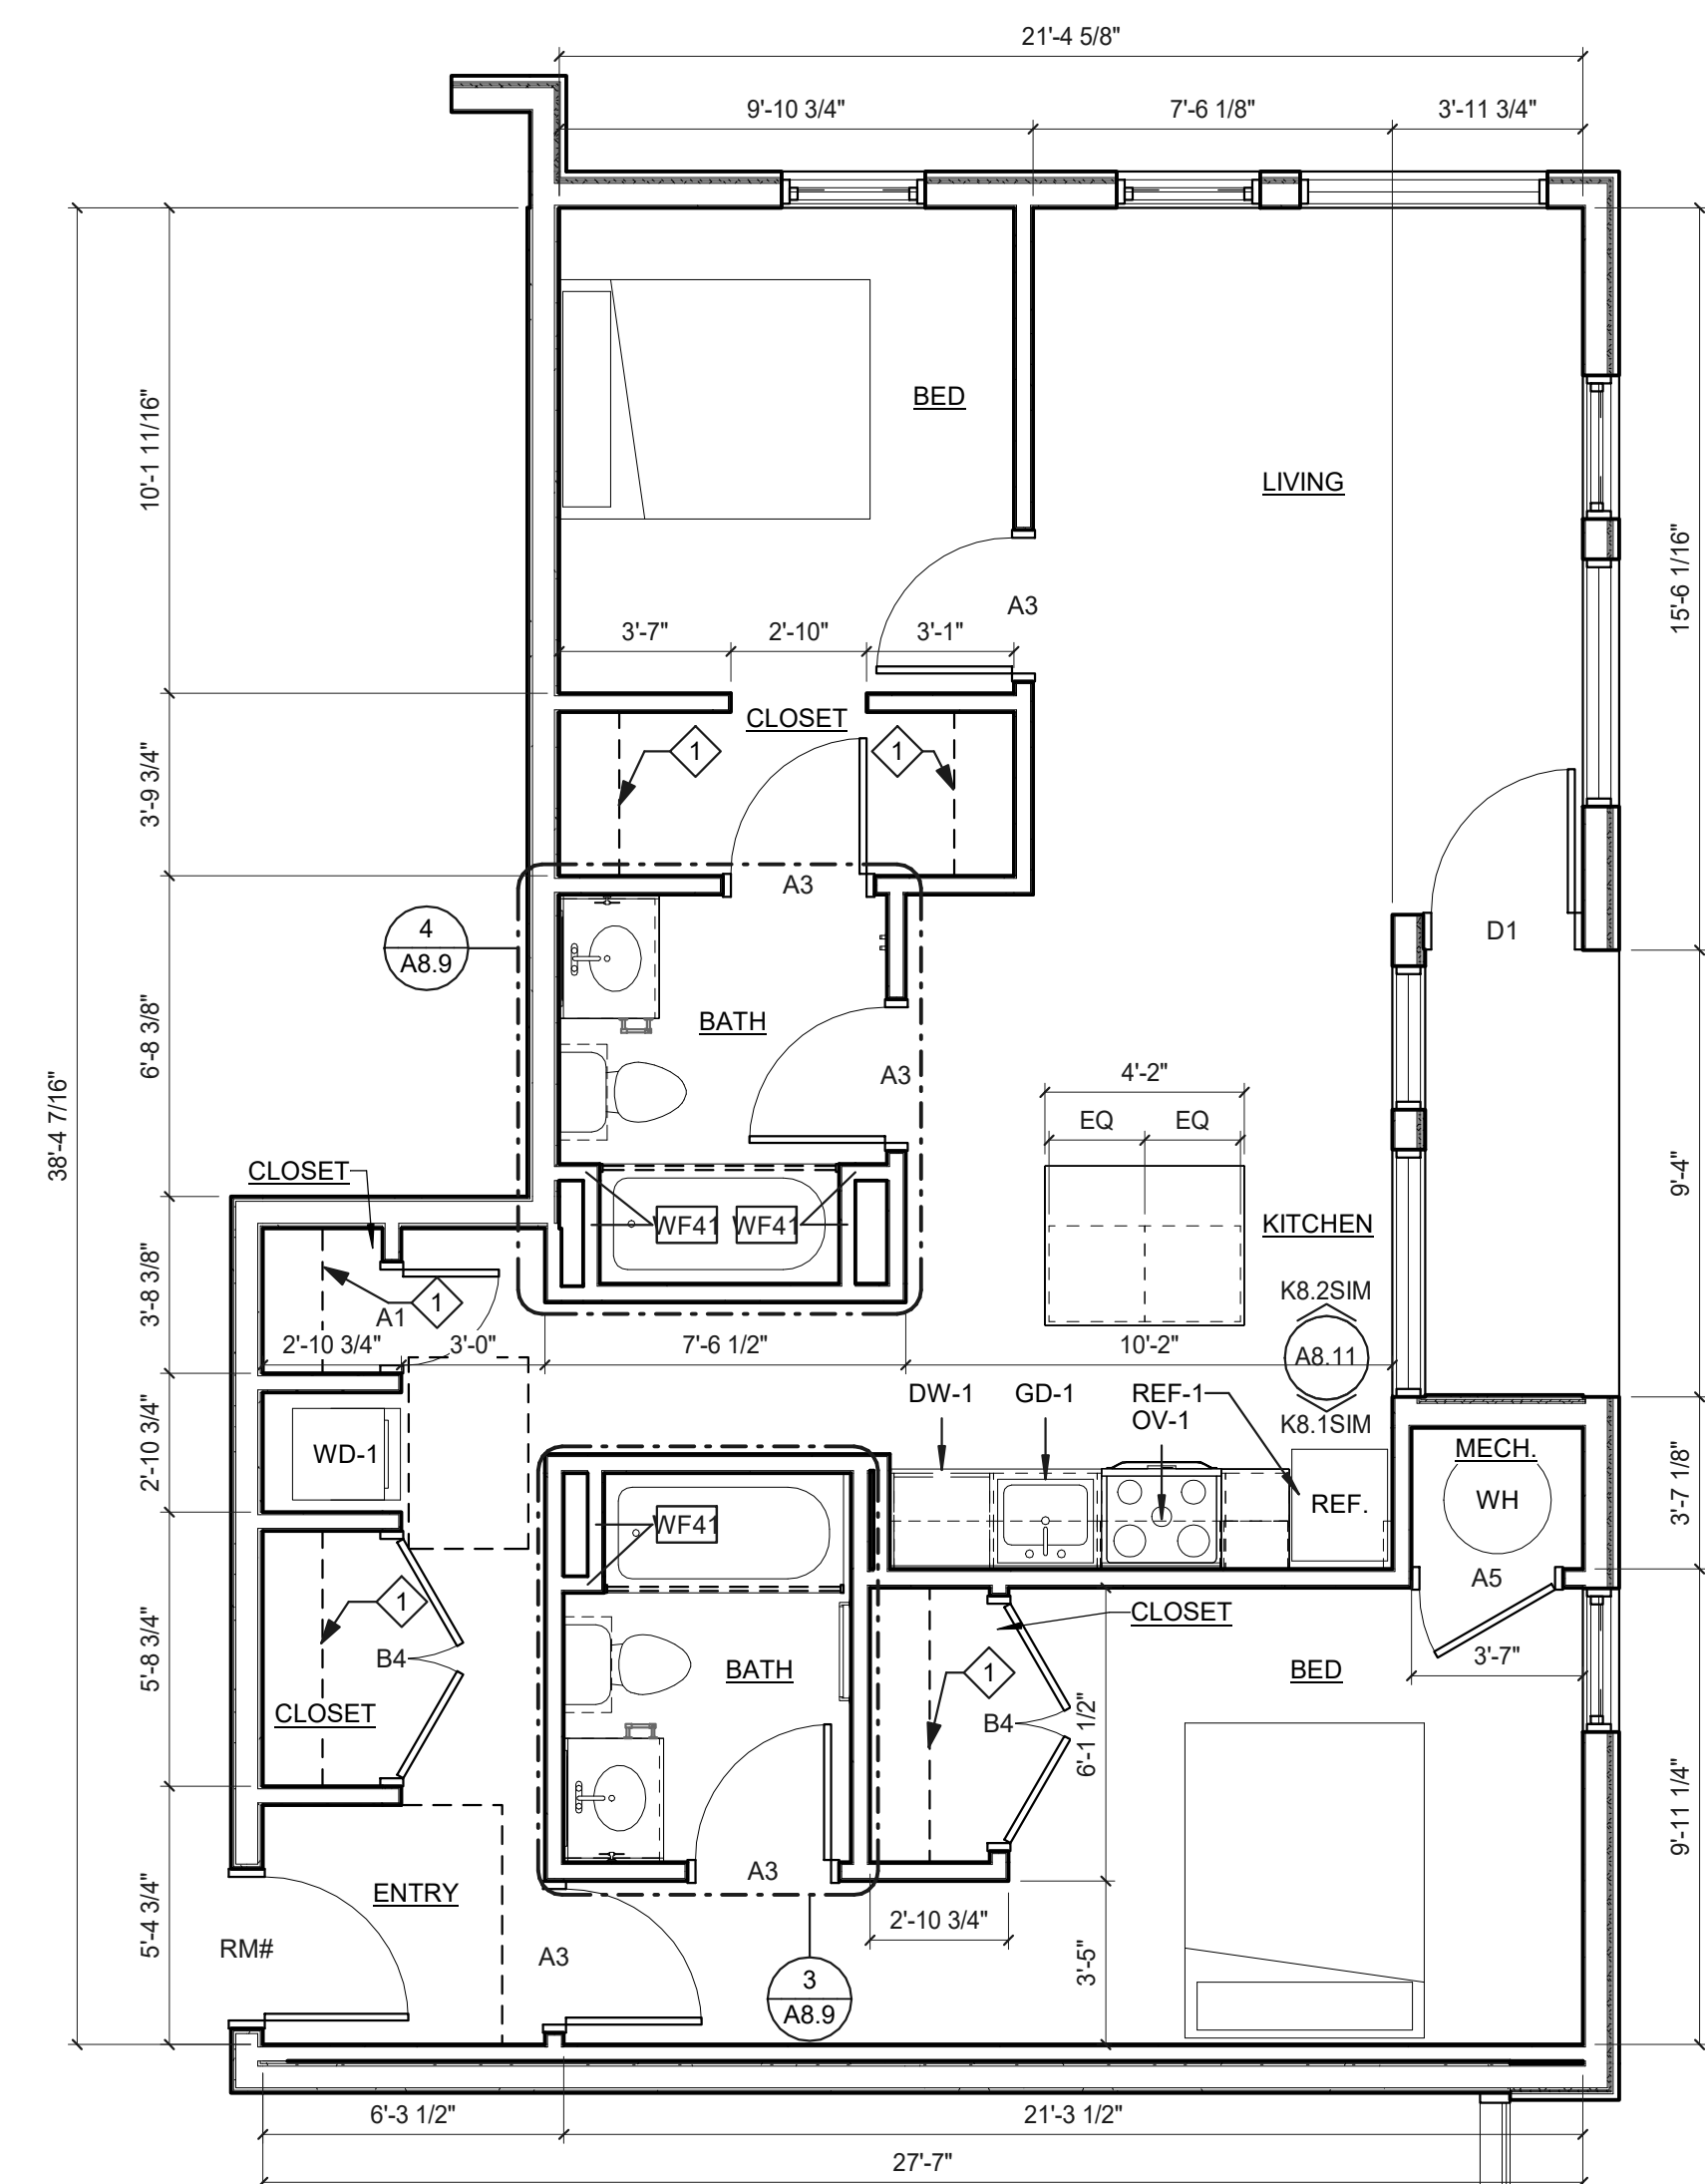 21'-4 5/8"
9'-10 3/4"
7'-6 1/8"
3'-11 3/4"
10'-1 11/16"
BED
LIVING
15'-6 1/16"
A3
3'-7"
2'-10"
3'-1"
CLOSET
1
1
3'-9 3/4"
A3
4
A8.9
D1
BATH
6'-8 3/8"
A3
4'-2"
EQ
EQ
38'-4 7/16"
9'-4"
CLOSET
WF41
WF41
KITCHEN
K8.2SIM
3'-8 3/8"
A1
1
2'-10 3/4"
3'-0"
7'-6 1/2"
10'-2"
A8.11
DW-1
GD-1
REF-1
OV-1
K8.1SIM
2'-10 3/4"
WD-1
MECH.
WH
REF.
WF41
3'-7 1/8"
A5
1
CLOSET
5'-8 3/4"
B4
BATH
1
BED
3'-7"
CLOSET
B4
6'-1 1/2"
9'-11 1/4"
A3
ENTRY
2'-10 3/4"
5'-4 3/4"
RM#
A3
3
A8.9
3'-5"
6'-3 1/2"
21'-3 1/2"
27'-7"